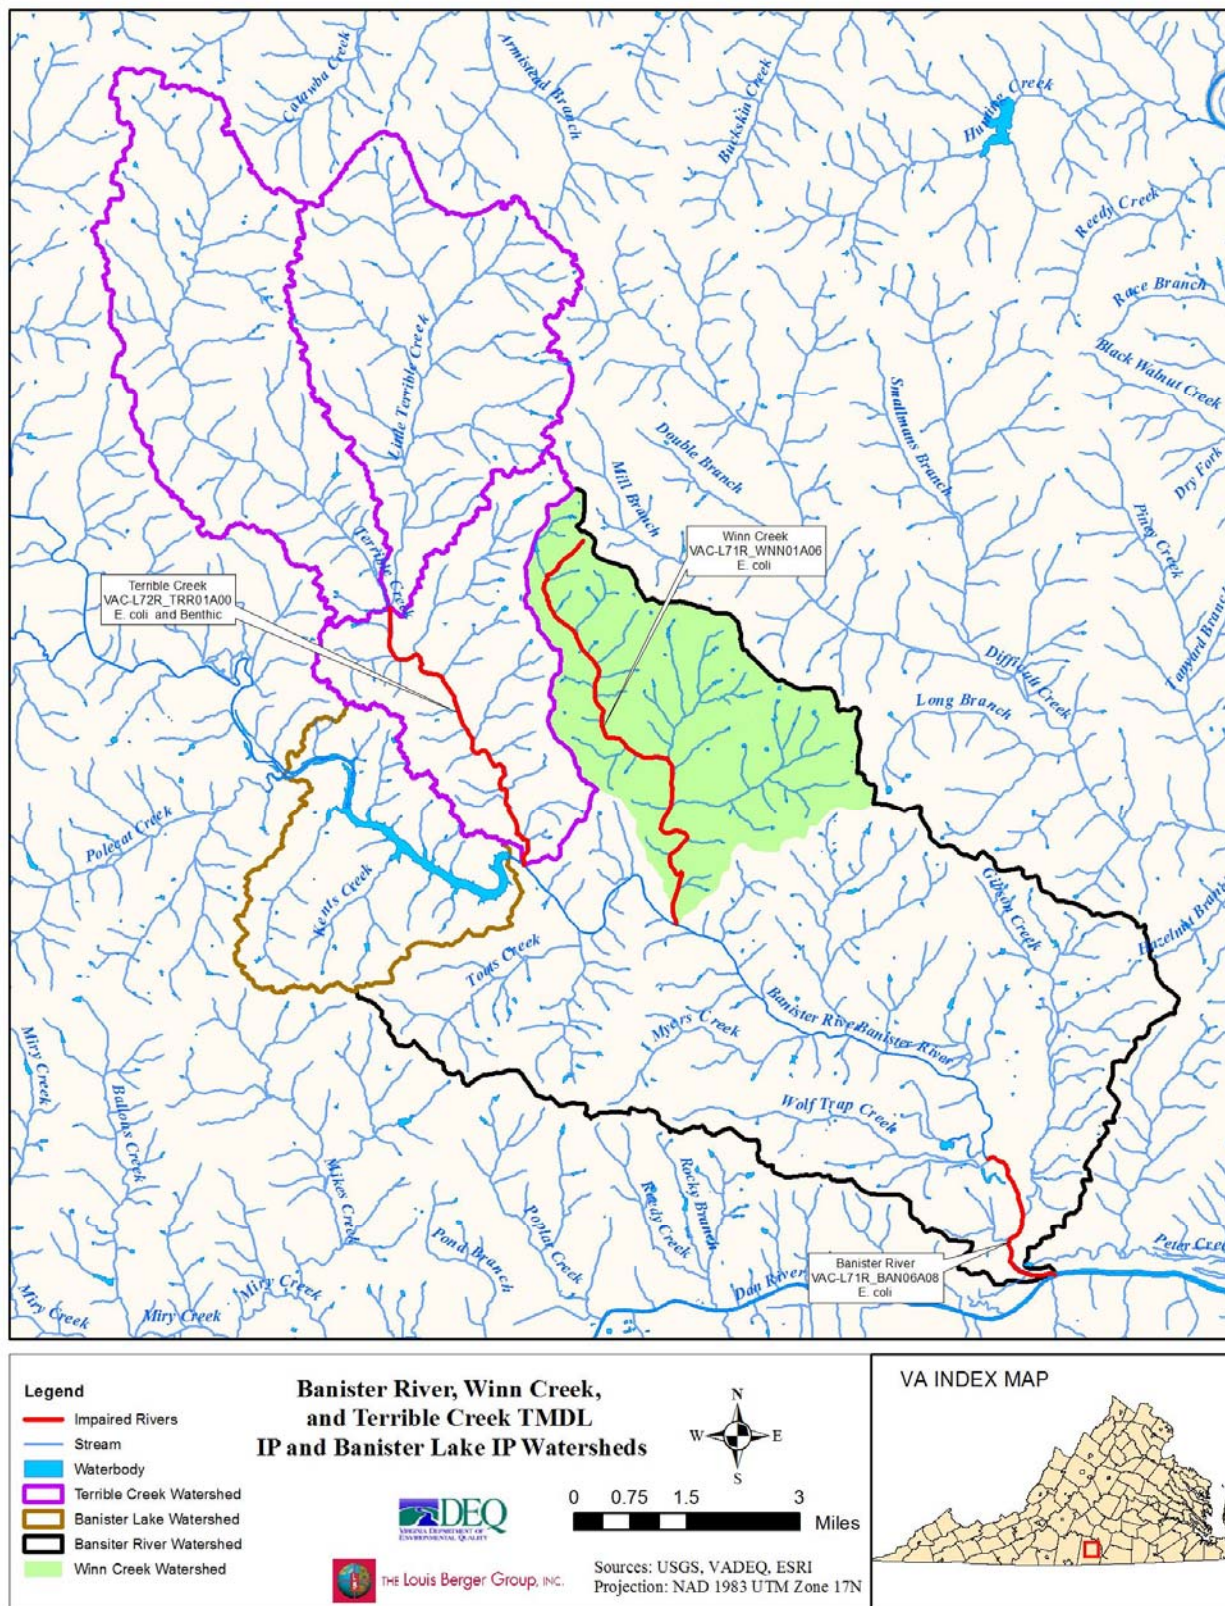 Catawba Creek
Armistead Branch
Buckskin Creek
Hunting Creek
Reedy Creek
Race Branch
Black Walnut Creek
Dry Fork
Little Terrible Creek
Smallmans Branch
Double Branch
Mill Branch
Piney Creek
Terrible Creek
Winn Creek
VAC-L71R_WNN01A06
E. coli
Terrible Creek
VAC-L72R_TRR01A00
E. coli and Benthic
Tanyard Branch
Difficult Creek
Long Branch
Polecat Creek
Kents Creek
Gibson Creek
Hazelnut Branch
Toots Creek
Banister River
Banister River
Myers Creek
Miry Creek
Ballous Creek
Wolf Trap Creek
Mikes Creek
Rocky Branch
Reedy Creek
Poplar Creek
Pond Branch
Peter Cree
Banister River
VAC-L71R_BAN06A08
E. coli
Dan River
Miry Creek
Miry Creek
Miry Creek
Legend
Impaired Rivers
Stream
Waterbody
Terrible Creek Watershed
Banister Lake Watershed
Bansiter River Watershed
Winn Creek Watershed
Banister River, Winn Creek,
and Terrible Creek TMDL
IP and Banister Lake IP Watersheds
N
W E
S
DEQ
VIRGINIA DEPARTMENT OF
ENVIRONMENTAL QUALITY
0 0.75 1.5 3
Miles
THE Louis Berger Group, INC.
Sources: USGS, VADEQ, ESRI
Projection: NAD 1983 UTM Zone 17N
VA INDEX MAP